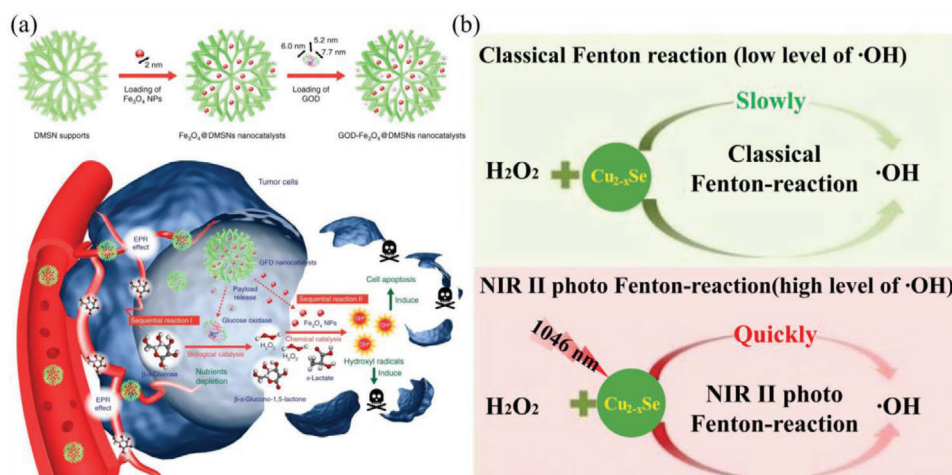 (a)
2 nm
Loading of
Fe₃O₄ NPs
6.0 nm
5.2 nm
7.7 nm
Loading of
GOD
DMSN supports
Fe₃O₄@DMSNs nanocatalysts
GOD-Fe₃O₄@DMSNs nanocatalysts
Tumor cells
EPR
effect
GFD nanocatalysts
Payload
release
Cell apoptosis
Induce
Sequential reaction I
Sequential reaction II
Glucose oxidase
Fe₃O₄ NPs
Biological catalysis
Chemical catalysis
H₂O₂
H₂O₂
OH•
OH•
OH•
Hydroxyl radicals
β-D-Glucose
Nutrients
depletion
D-Lactate
β-D-Glucono-1,5-lactone
Induce
EPR
effect
(b)
Classical Fenton reaction (low level of ·OH)
Slowly
H₂O₂
Cu₂₋ₓSe
Classical
Fenton-reaction
·OH
NIR II photo Fenton-reaction(high level of ·OH)
1046 nm
Quickly
H₂O₂
Cu₂₋ₓSe
NIR II photo
Fenton-reaction
·OH